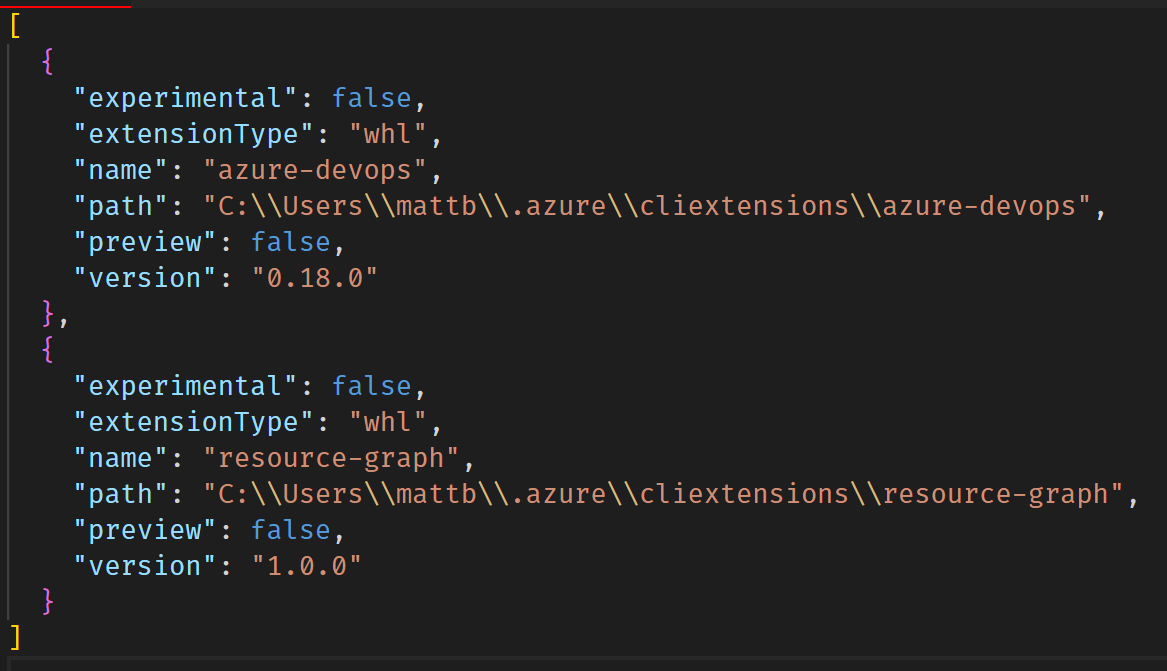 [
  {
    "experimental": false,
    "extensionType": "whl",
    "name": "azure-devops",
    "path": "C:\\Users\\mattb\\.azure\\cliextensions\\azure-devops",
    "preview": false,
    "version": "0.18.0"
  },
  {
    "experimental": false,
    "extensionType": "whl",
    "name": "resource-graph",
    "path": "C:\\Users\\mattb\\.azure\\cliextensions\\resource-graph",
    "preview": false,
    "version": "1.0.0"
  }
]